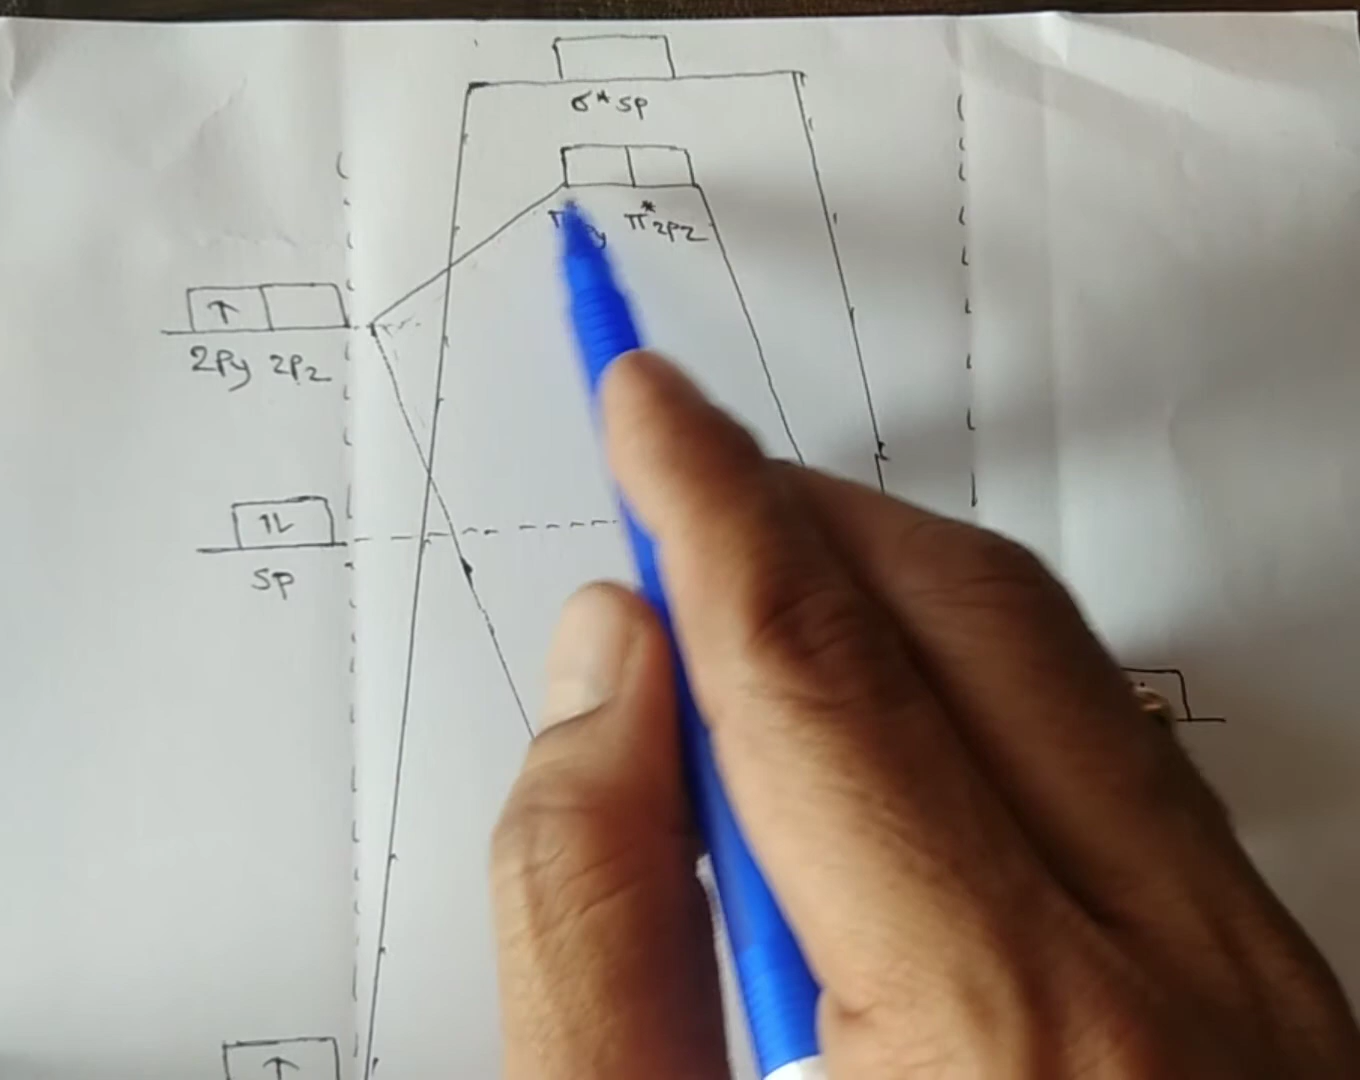 σ* sp
π*2pz
↑
2Py 2Pz
↑↓
sp
↑